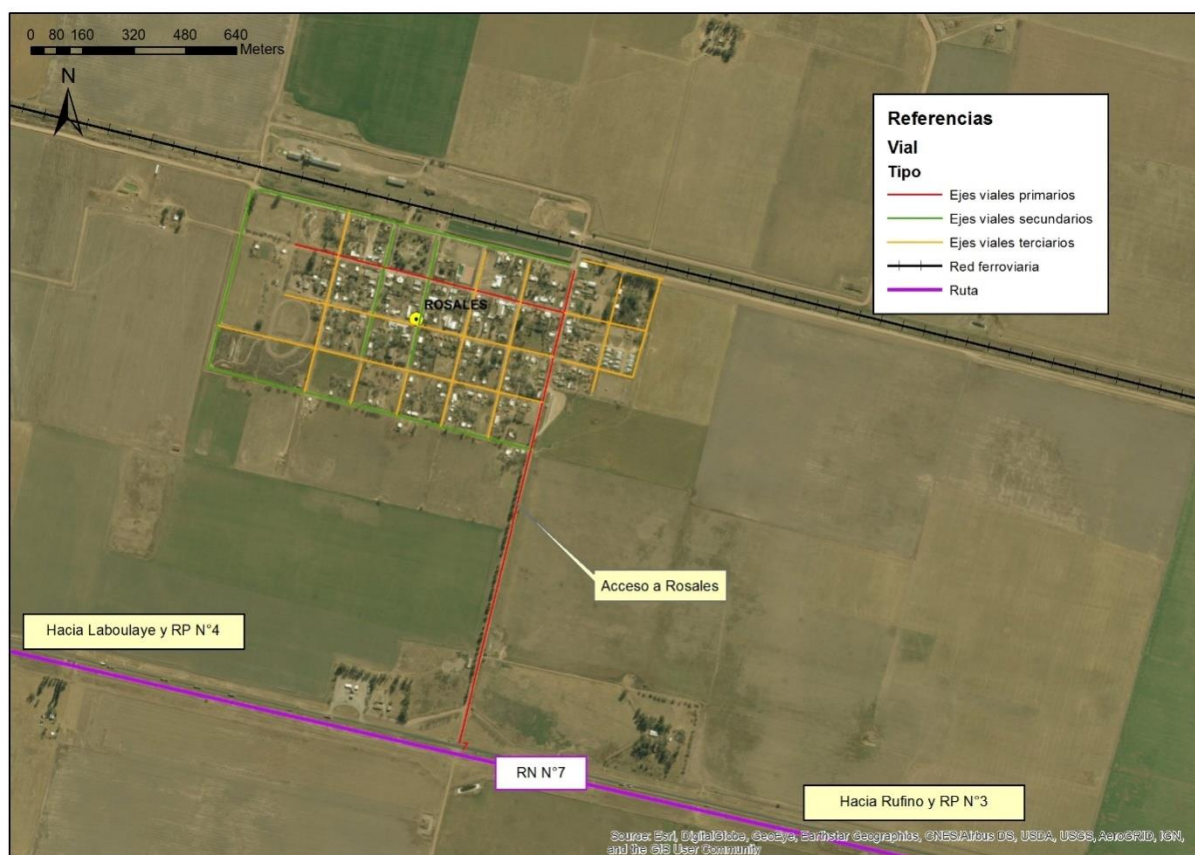 0 80 160 320 480 640
Meters
N
Referencias
Vial
Tipo
Ejes viales primarios
Ejes viales secundarios
Ejes viales terciarios
Red ferroviaria
Ruta
ROSALES
Acceso a Rosales
Hacia Laboulaye y RP N°4
RN N°7
Hacia Rufino y RP N°3
Source: Esri, DigitalGlobe, GeoEye, Earthstar Geographics, CNES/Airbus DS, USDA, USGS, AeroGRID, IGN,
and the GIS User Community